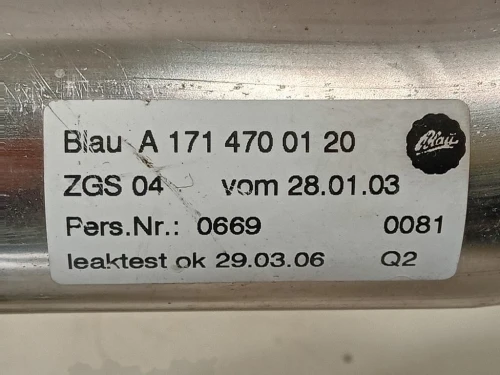 Blau A 171 470 01 20
Blau
ZGS 04 vom 28.01.03
Pers.Nr.: 0669 0081
leaktest ok 29.03.06 Q2